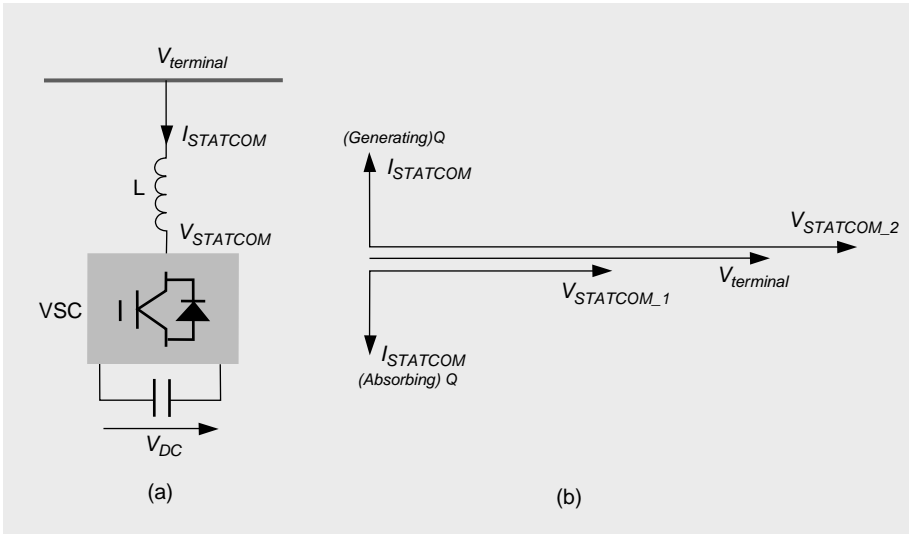 V_terminal
I_STATCOM
L
V_STATCOM
VSC
V_DC
(a)
(Generating)Q
I_STATCOM
V_STATCOM_2
V_terminal
V_STATCOM_1
I_STATCOM
(Absorbing) Q
(b)